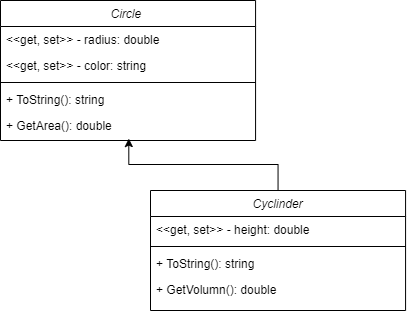 Circle
<<get, set>> - radius: double
<<get, set>> - color: string
+ ToString(): string
+ GetArea(): double
Cyclinder
<<get, set>> - height: double
+ ToString(): string
+ GetVolumn(): double